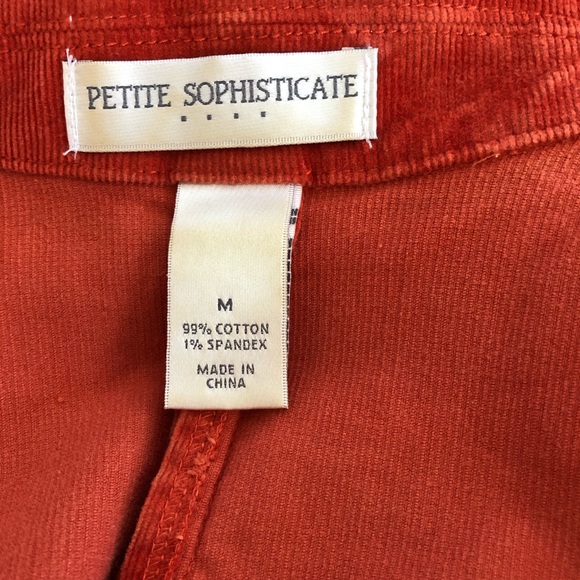 PETITE SOPHISTICATE
M
99% COTTON
1% SPANDEX
MADE IN
CHINA